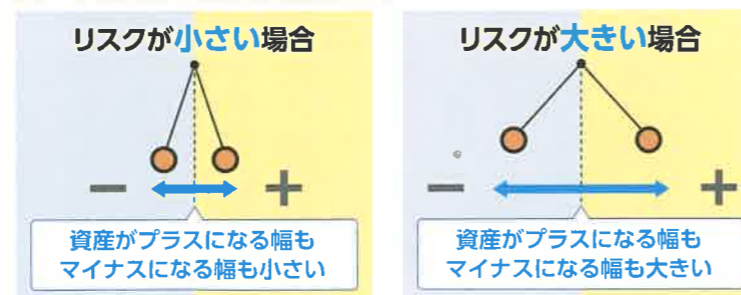 リスクが小さい場合
− +
資産がプラスになる幅も
マイナスになる幅も小さい
リスクが大きい場合
− +
資産がプラスになる幅も
マイナスになる幅も大きい